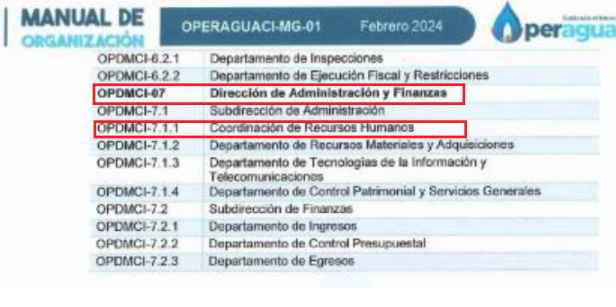 MANUAL DE
ORGANIZACIÓN
OPERAGUACI-MG-01 Febrero 2024
peragua
OPDMCI-6.2.1 Departamento de Inspecciones
OPDMCI-6.2.2 Departamento de Ejecución Fiscal y Restricciones
OPDMCI-07 Dirección de Administración y Finanzas
OPDMCI-7.1 Subdirección de Administración
OPDMCI-7.1.1 Coordinación de Recursos Humanos
OPDMCI-7.1.2 Departamento de Recursos Materiales y Adquisiciones
OPDMCI-7.1.3 Departamento de Tecnologías de la Información y
Telecomunicaciones
OPDMCI-7.1.4 Departamento de Control Patrimonial y Servicios Generales
OPDMCI-7.2 Subdirección de Finanzas
OPDMCI-7.2.1 Departamento de Ingresos
OPDMCI-7.2.2 Departamento de Control Presupuestal
OPDMCI-7.2.3 Departamento de Egresos